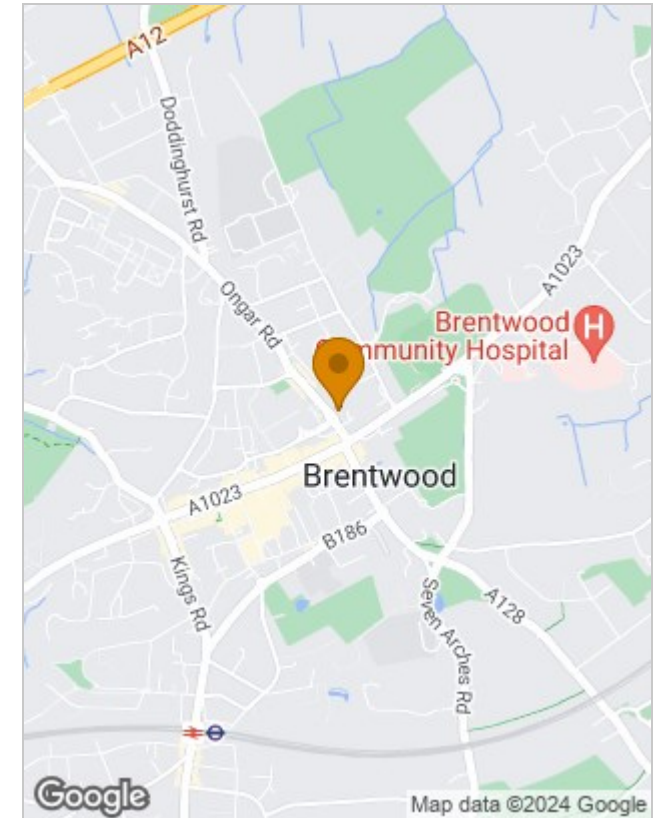 A12
Doddinghurst Rd
Ongar Rd
A1023
Brentwood
mmunity Hospital
H
Brentwood
A1023
B186
Kings Rd
Seven Arches Rd
A128
Google
Map data ©2024 Google